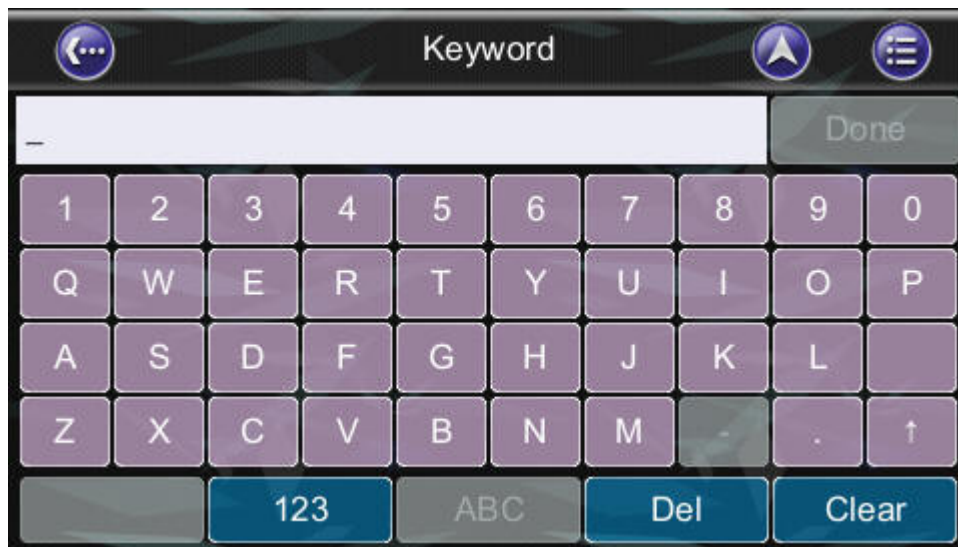 Keyword
_ Done
1 2 3 4 5 6 7 8 9 0
Q W E R T Y U I O P
A S D F G H J K L
Z X C V B N M - . ↑
123 ABC Del Clear